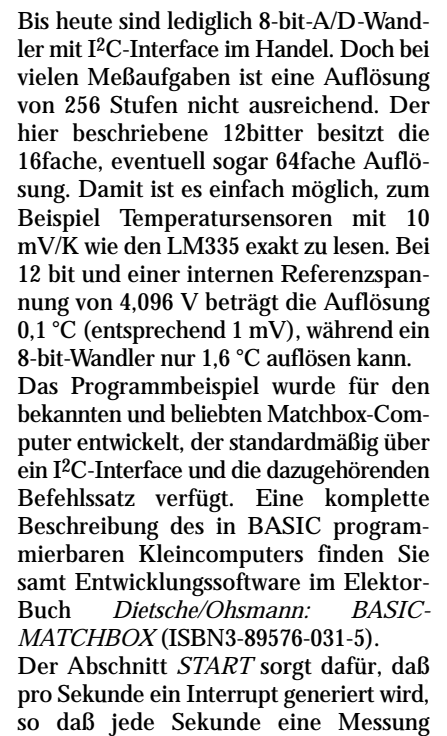 Bis heute sind lediglich 8-bit-A/D-Wand-
ler mit I²C-Interface im Handel. Doch bei
vielen Meßaufgaben ist eine Auflösung
von 256 Stufen nicht ausreichend. Der
hier beschriebene 12bitter besitzt die
16fache, eventuell sogar 64fache Auflö-
sung. Damit ist es einfach möglich, zum
Beispiel Temperatursensoren mit 10
mV/K wie den LM335 exakt zu lesen. Bei
12 bit und einer internen Referenzspan-
nung von 4,096 V beträgt die Auflösung
0,1 °C (entsprechend 1 mV), während ein
8-bit-Wandler nur 1,6 °C auflösen kann.
Das Programmbeispiel wurde für den
bekannten und beliebten Matchbox-Com-
puter entwickelt, der standardmäßig über
ein I²C-Interface und die dazugehörenden
Befehlssatz verfügt. Eine komplette
Beschreibung des in BASIC program-
mierbaren Kleincomputers finden Sie
samt Entwicklungssoftware im Elektor-
Buch Dietsche/Ohsmann: BASIC-
MATCHBOX (ISBN3-89576-031-5).
Der Abschnitt START sorgt dafür, daß
pro Sekunde ein Interrupt generiert wird,
so daß jede Sekunde eine Messung